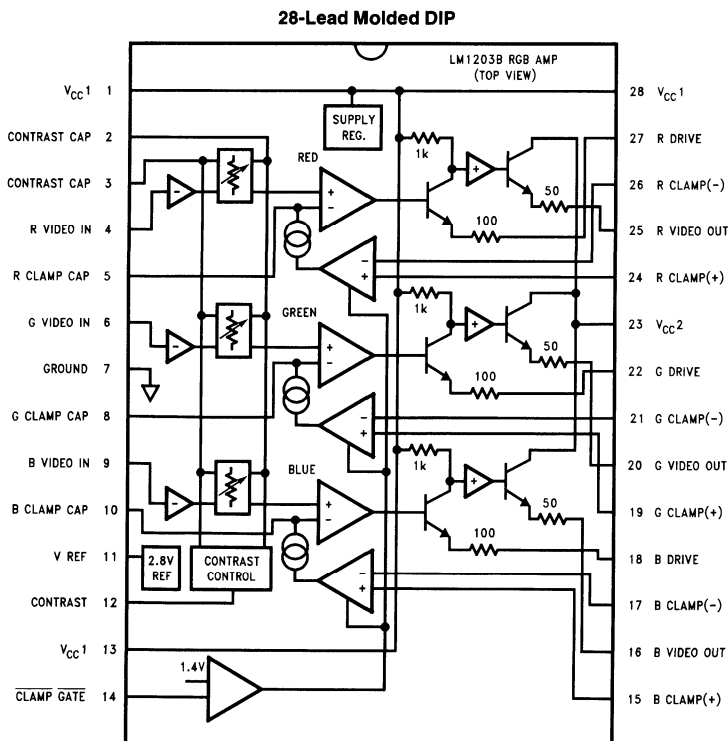 28-Lead Molded DIP
LM1203B RGB AMP
(TOP VIEW)
VCC1 1
CONTRAST CAP 2
CONTRAST CAP 3
R VIDEO IN 4
R CLAMP CAP 5
G VIDEO IN 6
GROUND 7
G CLAMP CAP 8
B VIDEO IN 9
B CLAMP CAP 10
V REF 11
CONTRAST 12
VCC1 13
CLAMP GATE 14
28 VCC1
27 R DRIVE
26 R CLAMP(-)
25 R VIDEO OUT
24 R CLAMP(+)
23 VCC2
22 G DRIVE
21 G CLAMP(-)
20 G VIDEO OUT
19 G CLAMP(+)
18 B DRIVE
17 B CLAMP(-)
16 B VIDEO OUT
15 B CLAMP(+)
SUPPLY
REG.
RED
-
+
-
-
+
1k
+
50
100
GREEN
-
+
-
-
+
1k
+
50
100
BLUE
-
+
-
-
+
1k
+
50
100
2.8V
REF
CONTRAST
CONTROL
1.4V